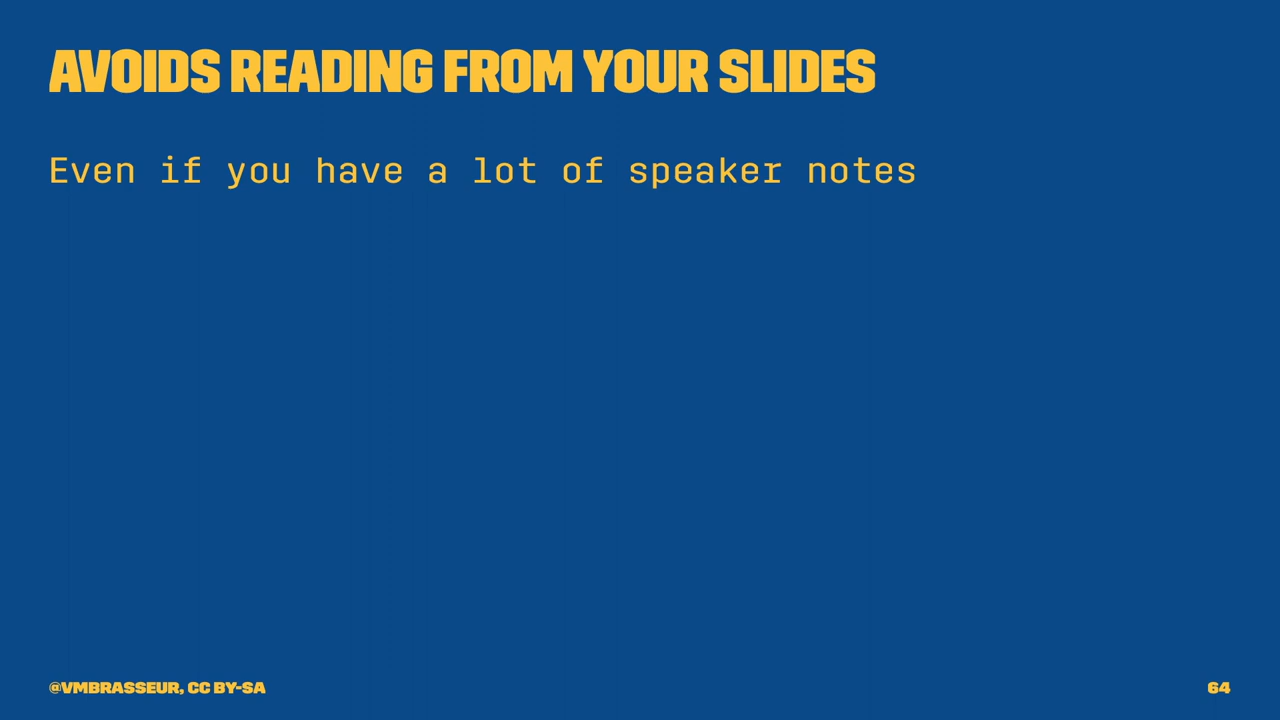 AVOIDS READING FROM YOUR SLIDES
Even if you have a lot of speaker notes
@VMBRASSEUR, CC BY-SA
64